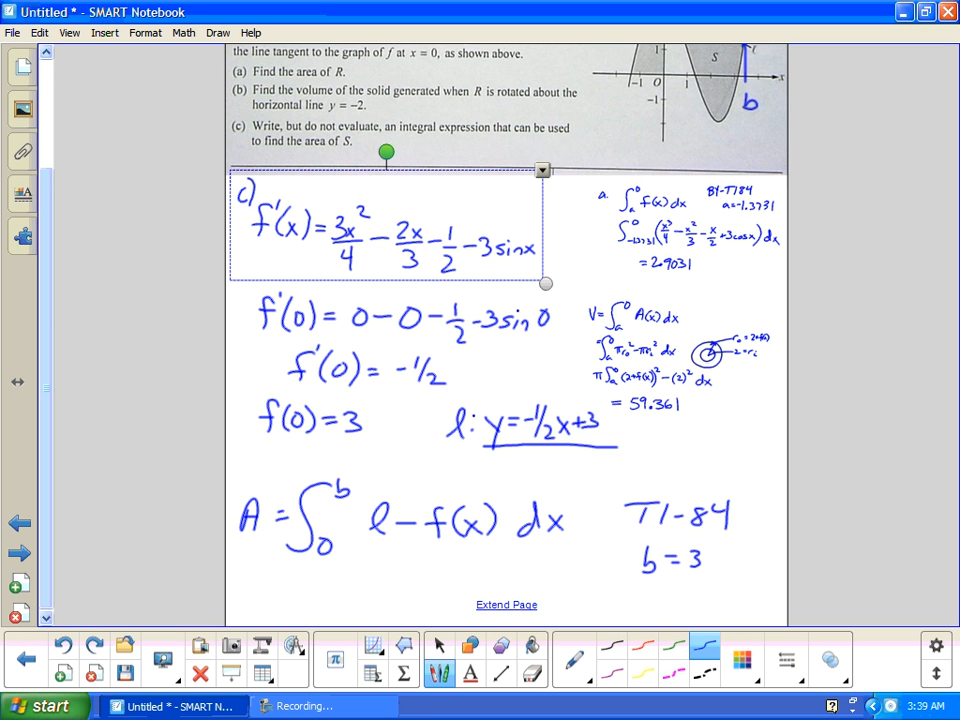 Untitled * - SMART Notebook
File Edit View Insert Format Math Draw Help
the line tangent to the graph of f at x = 0, as shown above.
(a) Find the area of R.
(b) Find the volume of the solid generated when R is rotated about the
horizontal line y = −2.
(c) Write, but do not evaluate, an integral expression that can be used
to find the area of S.
1
S
−1 O 1 x
−1
b
c)
f'(x) = 3x²/4 − 2x/3 − 1/2 − 3sinx
f'(0) = 0 − 0 − 1/2 − 3sin0
f'(0) = −1/2
f(0) = 3 l: y = −1/2x+3
A = ∫₀ᵇ l − f(x) dx
TI-84
b = 3
a. ∫ₐ⁰ f(x) dx BY-TI84
a=-1.3731
∫₋₁.₃₇₃₁⁰ (x³/4 − x²/3 − x/2 + 3cosx) dx
= 2.9031
V = ∫ₐ⁰ A(x) dx
= ∫ₐ⁰ πr₀² − πrᵢ² dx r₀ = 2+f(x)
2 = rᵢ
π∫ₐ⁰ (2+f(x))² − (2)² dx
= 59.361
Extend Page
start Untitled * - SMART N... Recording... 3:39 AM